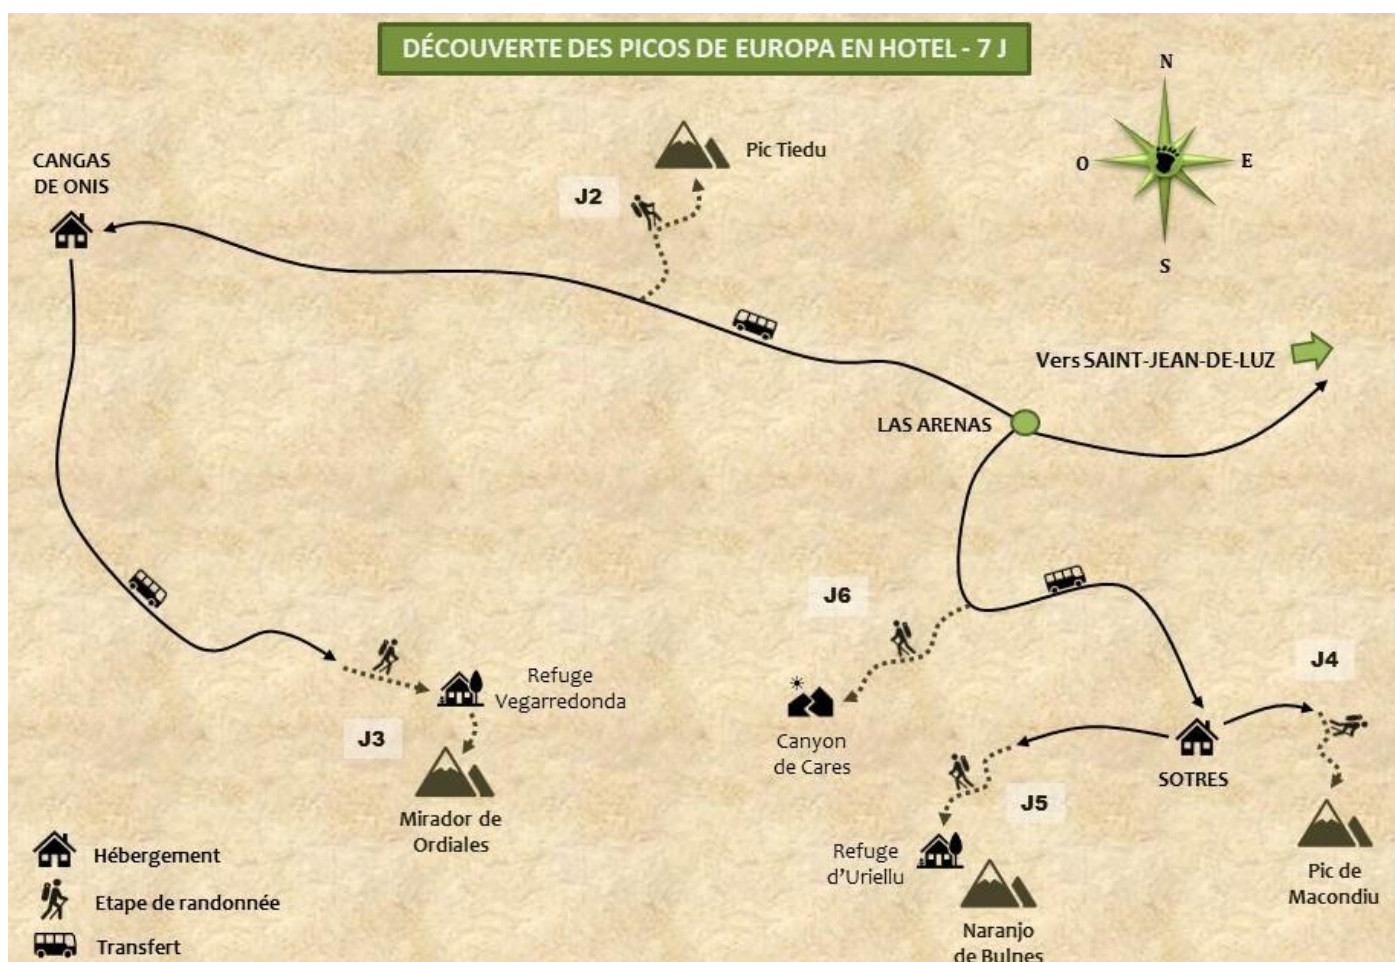 DÉCOUVERTE DES PICOS DE EUROPA EN HOTEL - 7 J
N
O
E
S
CANGAS
DE ONIS
J2
Pic Tiedu
Vers SAINT-JEAN-DE-LUZ
LAS ARENAS
J6
J4
Refuge
Vegarredonda
J3
Canyon
de Cares
SOTRES
J5
Mirador de
Ordiales
Refuge
d'Uriellu
Pic de
Macondiu
Naranjo
de Bulnes
Hébergement
Etape de randonnée
Transfert